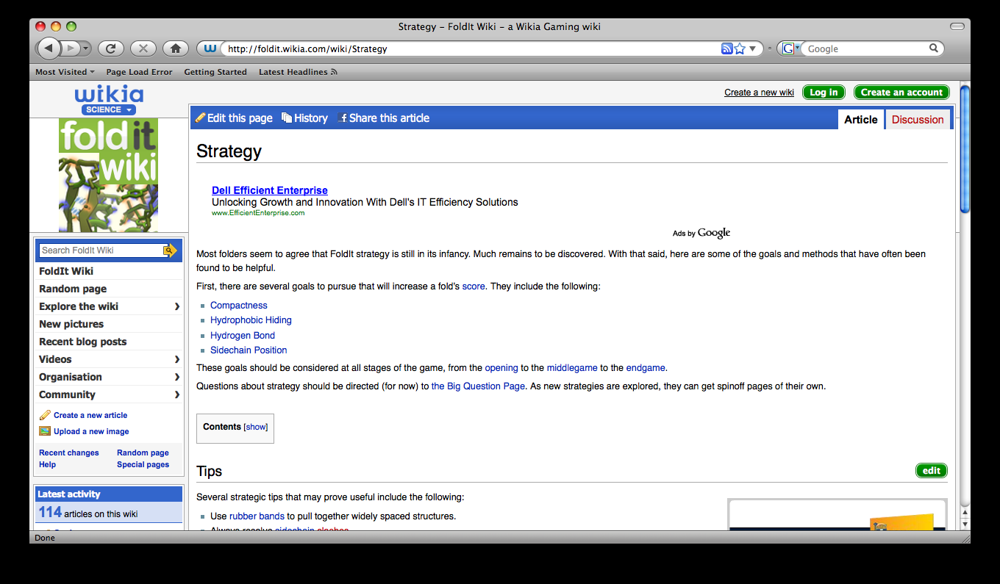 Strategy – FoldIt Wiki – a Wikia Gaming wiki
http://foldit.wikia.com/wiki/Strategy
Google
Most Visited
Page Load Error
Getting Started
Latest Headlines
wikia
SCIENCE
foldit
wiki
Create a new wiki
Log in
Create an account
Edit this page
History
Share this article
Article
Discussion
Search FoldIt Wiki
FoldIt Wiki
Random page
Explore the wiki
New pictures
Recent blog posts
Videos
Organisation
Community
Create a new article
Upload a new image
Recent changes
Random page
Help
Special pages
Latest activity
114 articles on this wiki
Strategy
Dell Efficient Enterprise
Unlocking Growth and Innovation With Dell's IT Efficiency Solutions
www.EfficientEnterprise.com
Ads by Google
Most folders seem to agree that FoldIt strategy is still in its infancy. Much remains to be discovered. With that said, here are some of the goals and methods that have often been
found to be helpful.
First, there are several goals to pursue that will increase a fold's score. They include the following:
Compactness
Hydrophobic Hiding
Hydrogen Bond
Sidechain Position
These goals should be considered at all stages of the game, from the opening to the middlegame to the endgame.
Questions about strategy should be directed (for now) to the Big Question Page. As new strategies are explored, they can get spinoff pages of their own.
Contents [show]
Tips
edit
Several strategic tips that may prove useful include the following:
Use rubber bands to pull together widely spaced structures.
Always resolve sidechain clashes
Done